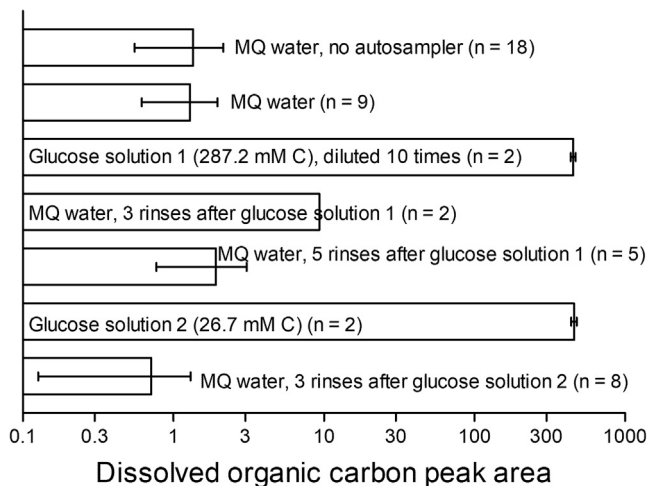 MQ water, no autosampler (n = 18)
MQ water (n = 9)
Glucose solution 1 (287.2 mM C), diluted 10 times (n = 2)
MQ water, 3 rinses after glucose solution 1 (n = 2)
MQ water, 5 rinses after glucose solution 1 (n = 5)
Glucose solution 2 (26.7 mM C) (n = 2)
MQ water, 3 rinses after glucose solution 2 (n = 8)
0.1 0.3 1 3 10 30 100 300 1000
Dissolved organic carbon peak area